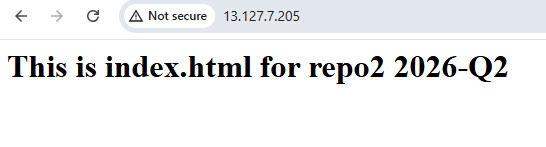 Not secure 13.127.7.205
This is index.html for repo2 2026-Q2